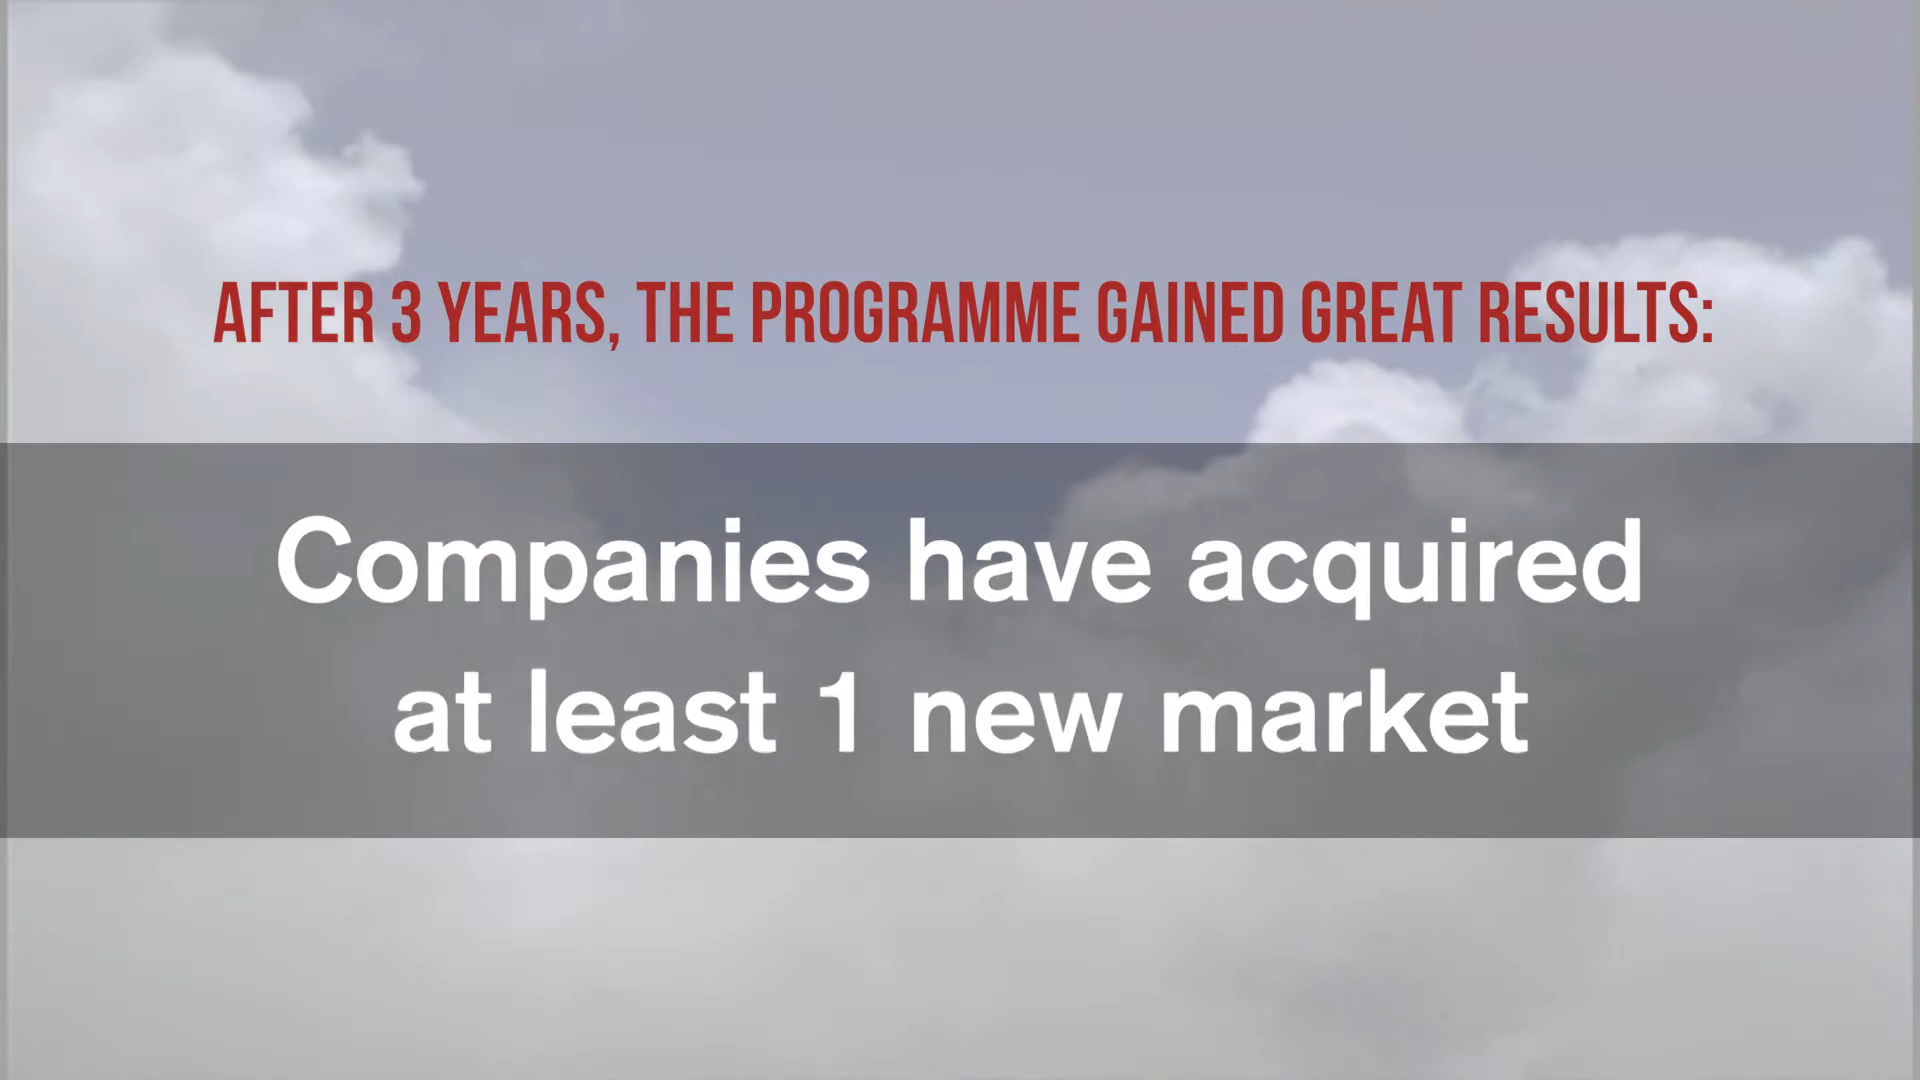 AFTER 3 YEARS, THE PROGRAMME GAINED GREAT RESULTS:
Companies have acquired
at least 1 new market